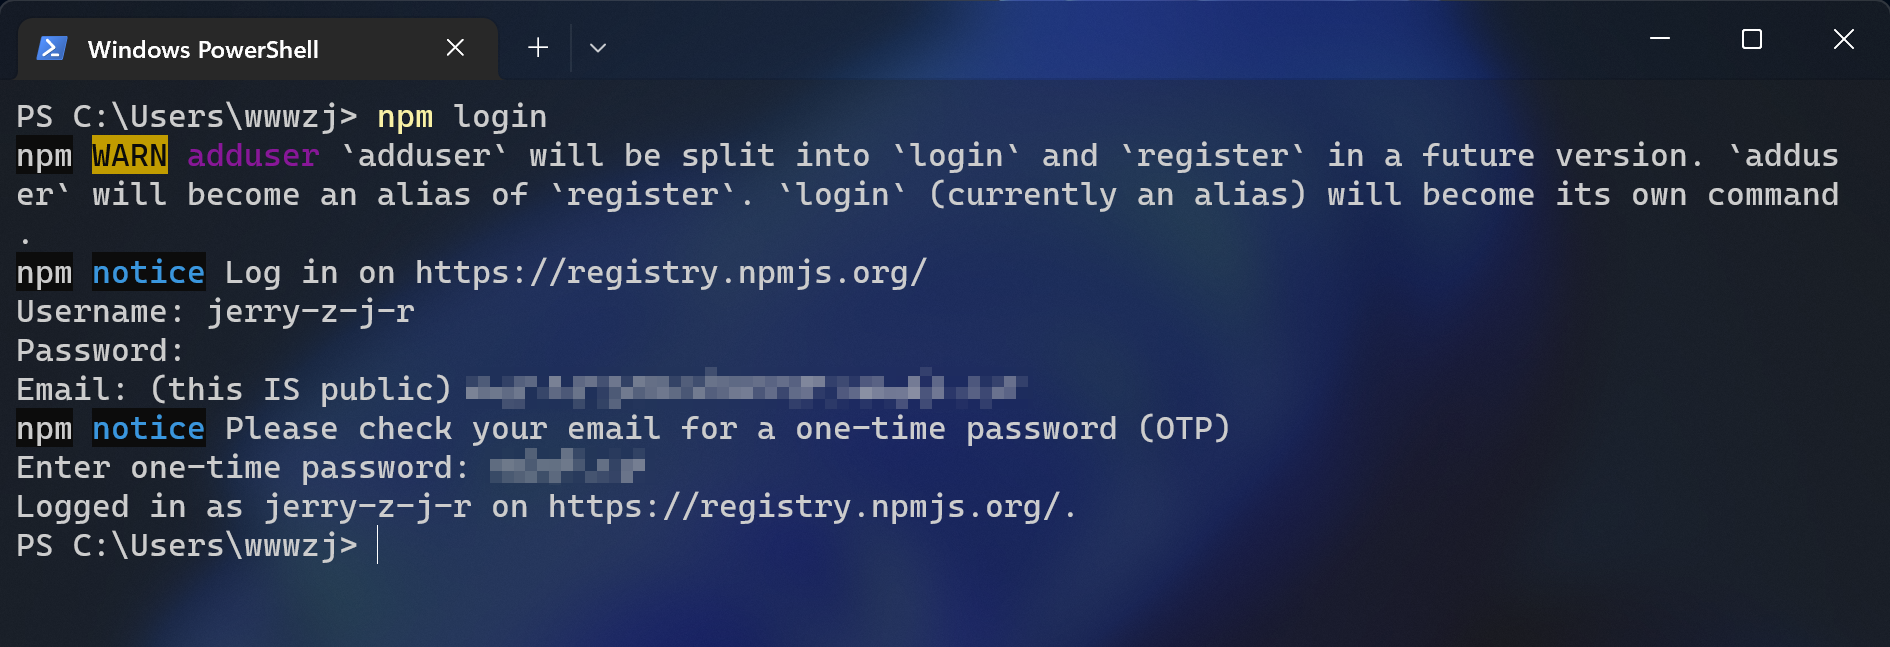 Windows PowerShell
PS C:\Users\wwwzj> npm login
npm WARN adduser `adduser` will be split into `login` and `register` in a future version. `addus
er` will become an alias of `register`. `login` (currently an alias) will become its own command
.
npm notice Log in on https://registry.npmjs.org/
Username: jerry-z-j-r
Password:
Email: (this IS public)
npm notice Please check your email for a one-time password (OTP)
Enter one-time password:
Logged in as jerry-z-j-r on https://registry.npmjs.org/.
PS C:\Users\wwwzj>